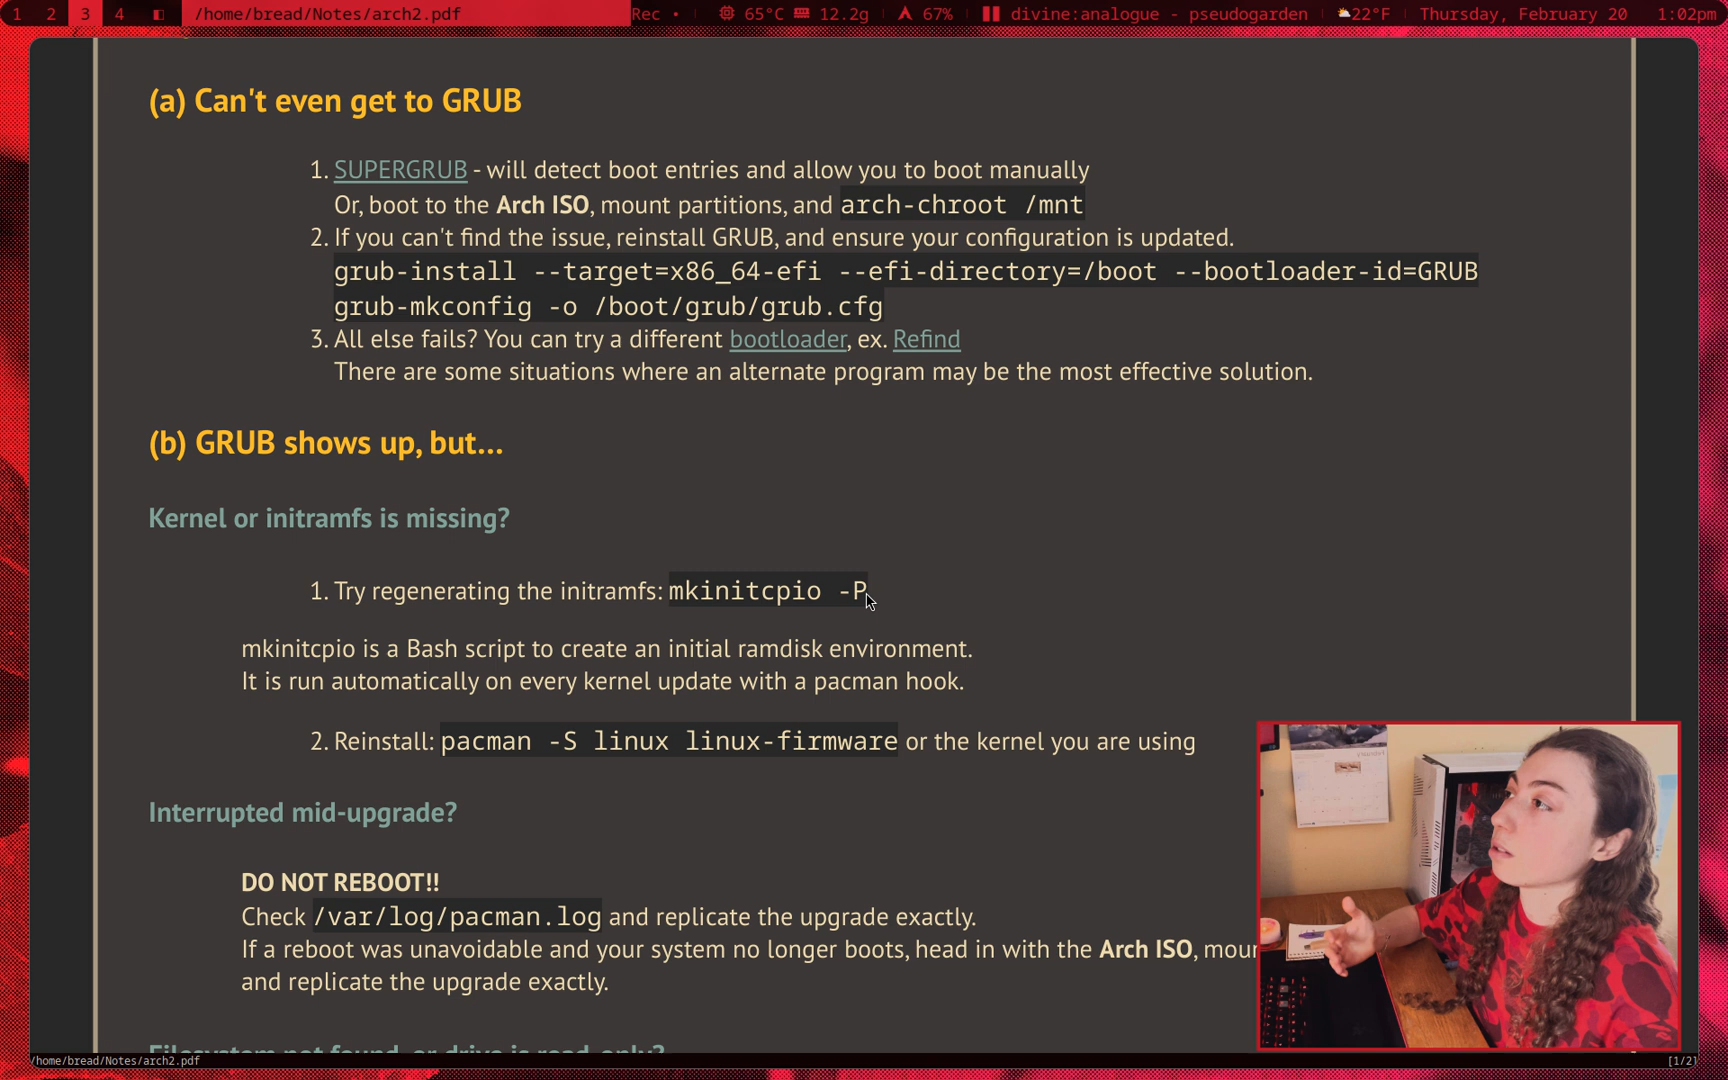 1 2 3 4 /home/bread/Notes/arch2.pdf Rec • 65°C 12.2g 67% divine:analogue - pseudogarden 22°F Thursday, February 20 1:02pm
(a) Can't even get to GRUB
1. SUPERGRUB - will detect boot entries and allow you to boot manually
Or, boot to the Arch ISO, mount partitions, and arch-chroot /mnt
2. If you can't find the issue, reinstall GRUB, and ensure your configuration is updated.
grub-install --target=x86_64-efi --efi-directory=/boot --bootloader-id=GRUB
grub-mkconfig -o /boot/grub/grub.cfg
3. All else fails? You can try a different bootloader, ex. Refind
There are some situations where an alternate program may be the most effective solution.
(b) GRUB shows up, but...
Kernel or initramfs is missing?
1. Try regenerating the initramfs: mkinitcpio -P
mkinitcpio is a Bash script to create an initial ramdisk environment.
It is run automatically on every kernel update with a pacman hook.
2. Reinstall: pacman -S linux linux-firmware or the kernel you are using
Interrupted mid-upgrade?
DO NOT REBOOT!!
Check /var/log/pacman.log and replicate the upgrade exactly.
If a reboot was unavoidable and your system no longer boots, head in with the Arch ISO, moun
and replicate the upgrade exactly.
Filesystem not found, or drive is read-only?
/home/bread/Notes/arch2.pdf [1/2]